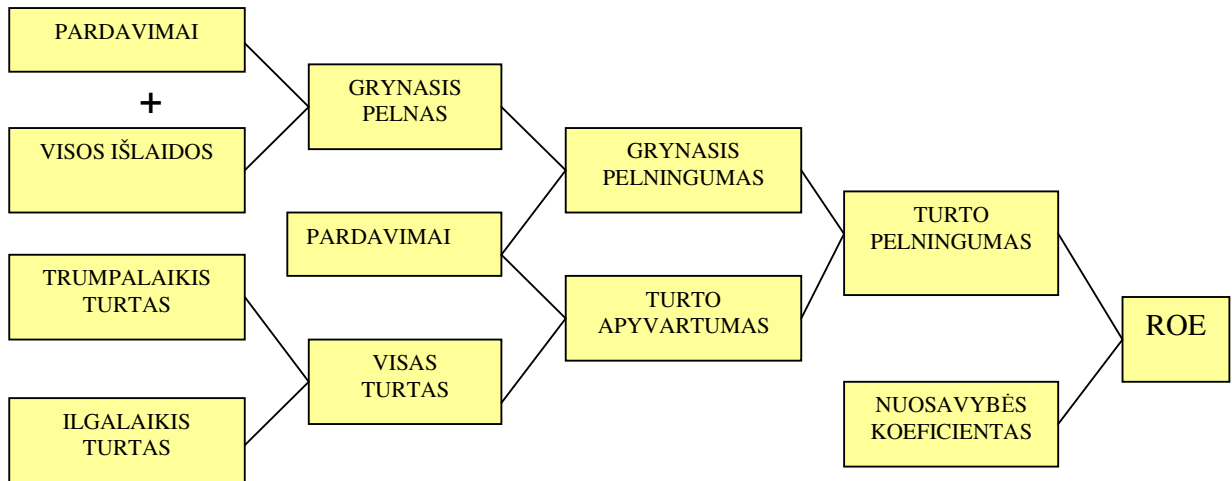 PARDAVIMAI
+
VISOS IŠLAIDOS
TRUMPALAIKIS
TURTAS
ILGALAIKIS
TURTAS
GRYNASIS
PELNAS
PARDAVIMAI
VISAS
TURTAS
GRYNASIS
PELNINGUMAS
TURTO
APYVARTUMAS
TURTO
PELNINGUMAS
NUOSAVYBĖS
KOEFICIENTAS
ROE